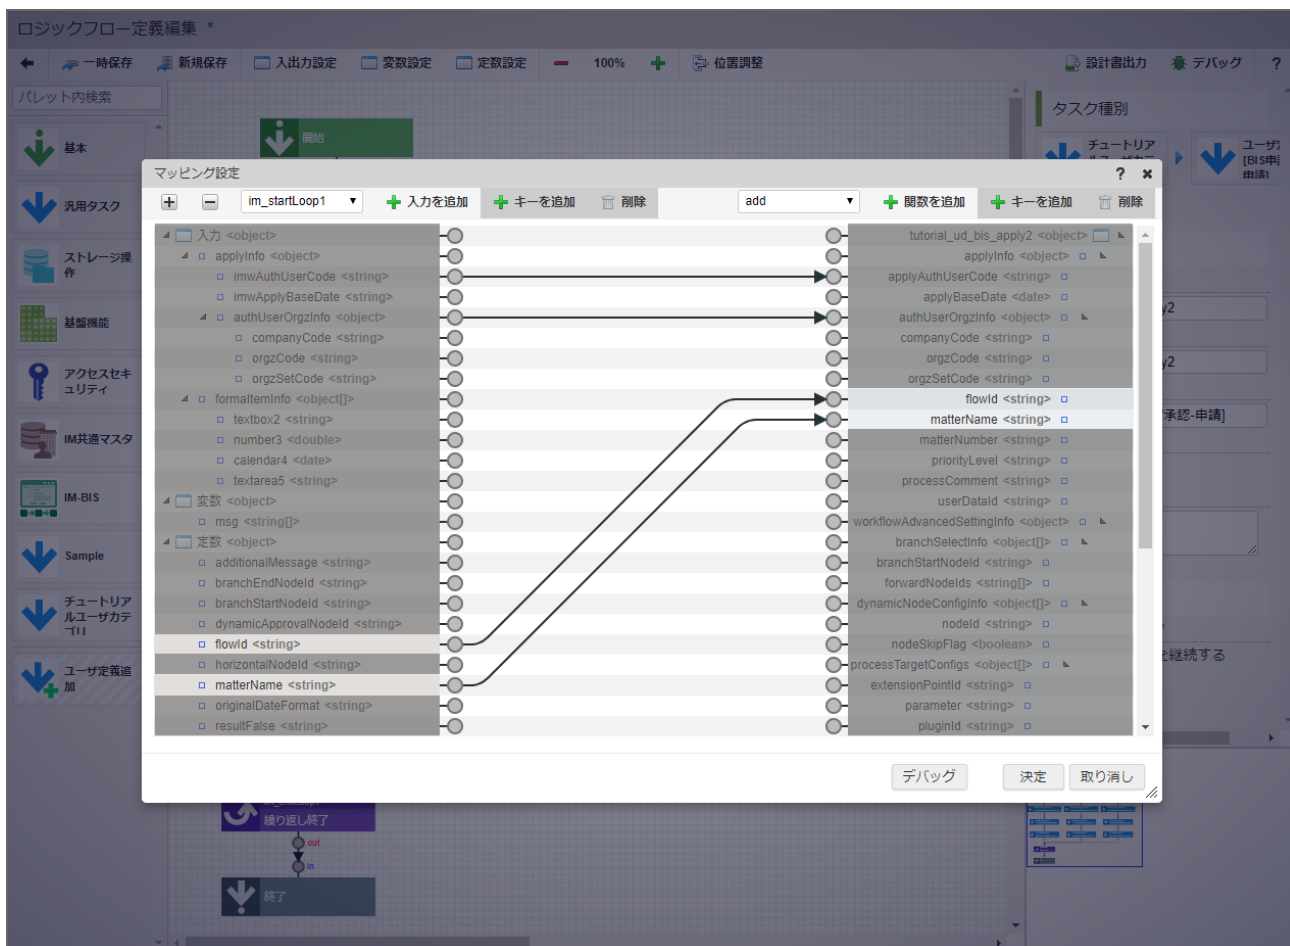 ロジックフロー定義編集 *
一時保存 新規保存 入出力設定 変数設定 定数設定 100% 位置調整 設計書出力 デバッグ ?
パレット内検索
基本
汎用タスク
ストレージ操
作
基盤機能
アクセスセキ
ュリティ
IM共通マスタ
IM-BIS
Sample
チュートリア
ルユーザカテ
ゴリ
ユーザ定義追
加
開始
タスク種別
チュートリア
ルユーザカテ
ユーザ
[BIS申
申請]
マッピング設定 ?
im_startLoop1 入力を追加 キーを追加 削除 add 関数を追加 キーを追加 削除
入力 <object>
applyInfo <object>
imwAuthUserCode <string>
imwApplyBaseDate <string>
authUserOrgzInfo <object>
companyCode <string>
orgzCode <string>
orgzSetCode <string>
formaItemInfo <object[]>
textbox2 <string>
number3 <double>
calendar4 <date>
textarea5 <string>
変数 <object>
msg <string[]>
定数 <object>
additionalMessage <string>
branchEndNodeId <string>
branchStartNodeId <string>
dynamicApprovalNodeId <string>
flowId <string>
horizontalNodeId <string>
matterName <string>
originalDateFormat <string>
resultFalse <string>
tutorial_ud_bis_apply2 <object>
applyInfo <object>
applyAuthUserCode <string>
applyBaseDate <date>
authUserOrgzInfo <object>
companyCode <string>
orgzCode <string>
orgzSetCode <string>
flowId <string>
matterName <string>
matterNumber <string>
priorityLevel <string>
processComment <string>
userDataId <string>
workflowAdvancedSettingInfo <object>
branchSelectInfo <object[]>
branchStartNodeId <string>
forwardNodeIds <string[]>
dynamicNodeConfigInfo <object[]>
nodeId <string>
nodeSkipFlag <boolean>
processTargetConfigs <object[]>
extensionPointId <string>
parameter <string>
pluginId <string>
デバッグ 決定 取り消し
y2
y2
承認-申請]
を継続する
繰り返し終了
out
in
終了